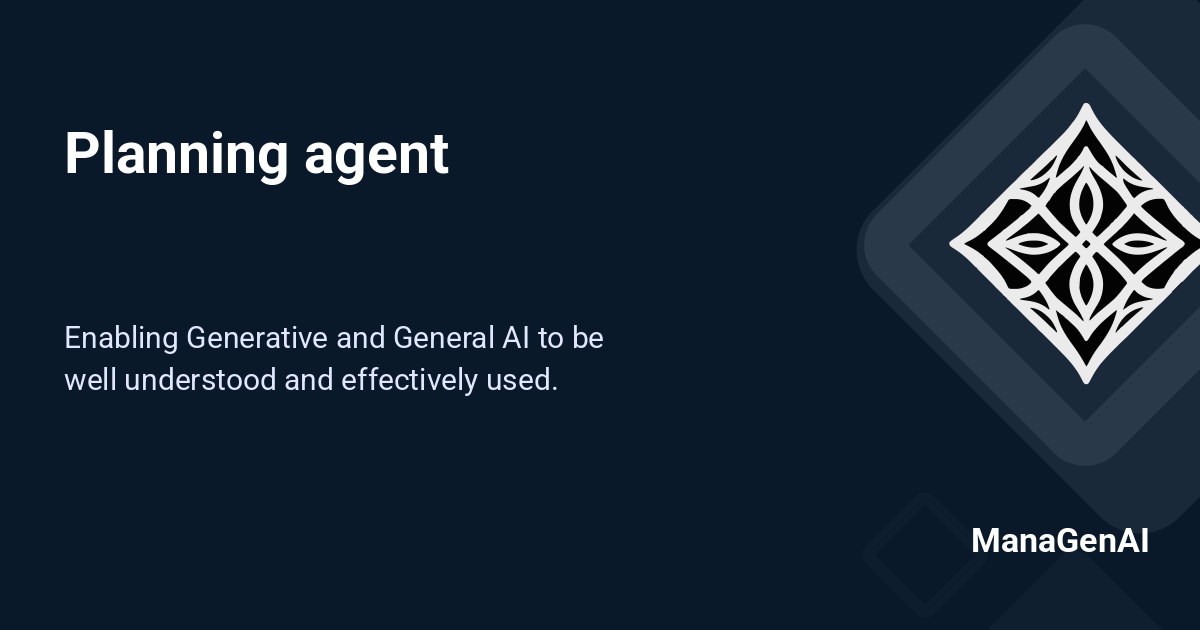 Planning agent
Enabling Generative and General AI to be
well understood and effectively used.
ManaGenAI